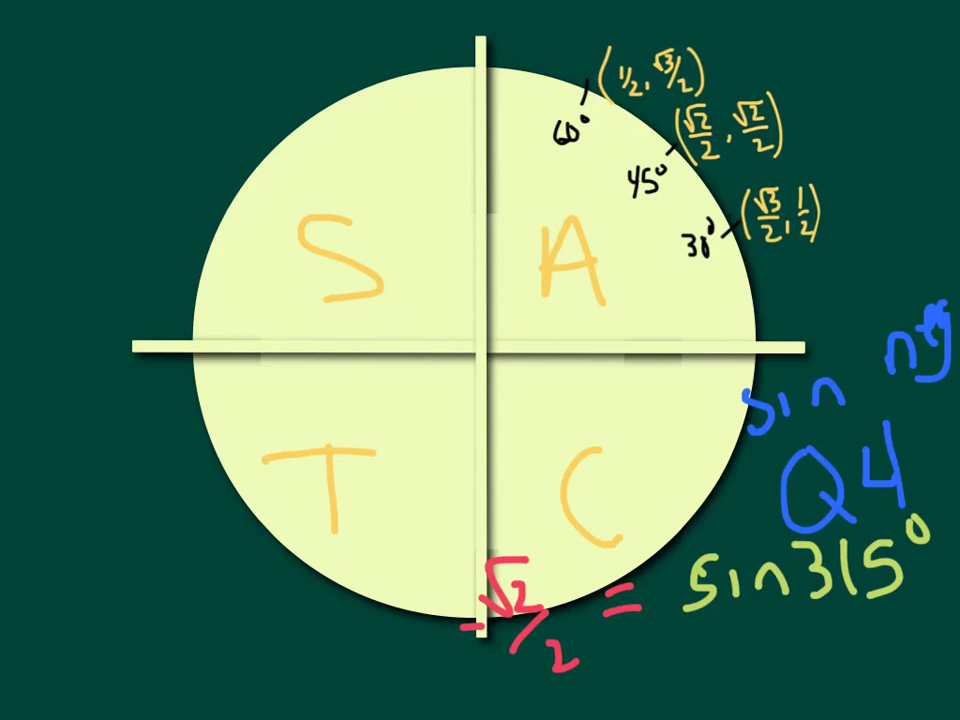 (1/2, √3/2)
60°
(√2/2, √2/2)
45°
(√3/2, 1/2)
30°
S A
sin neg
Q4
T C
-√2/2 = sin315°